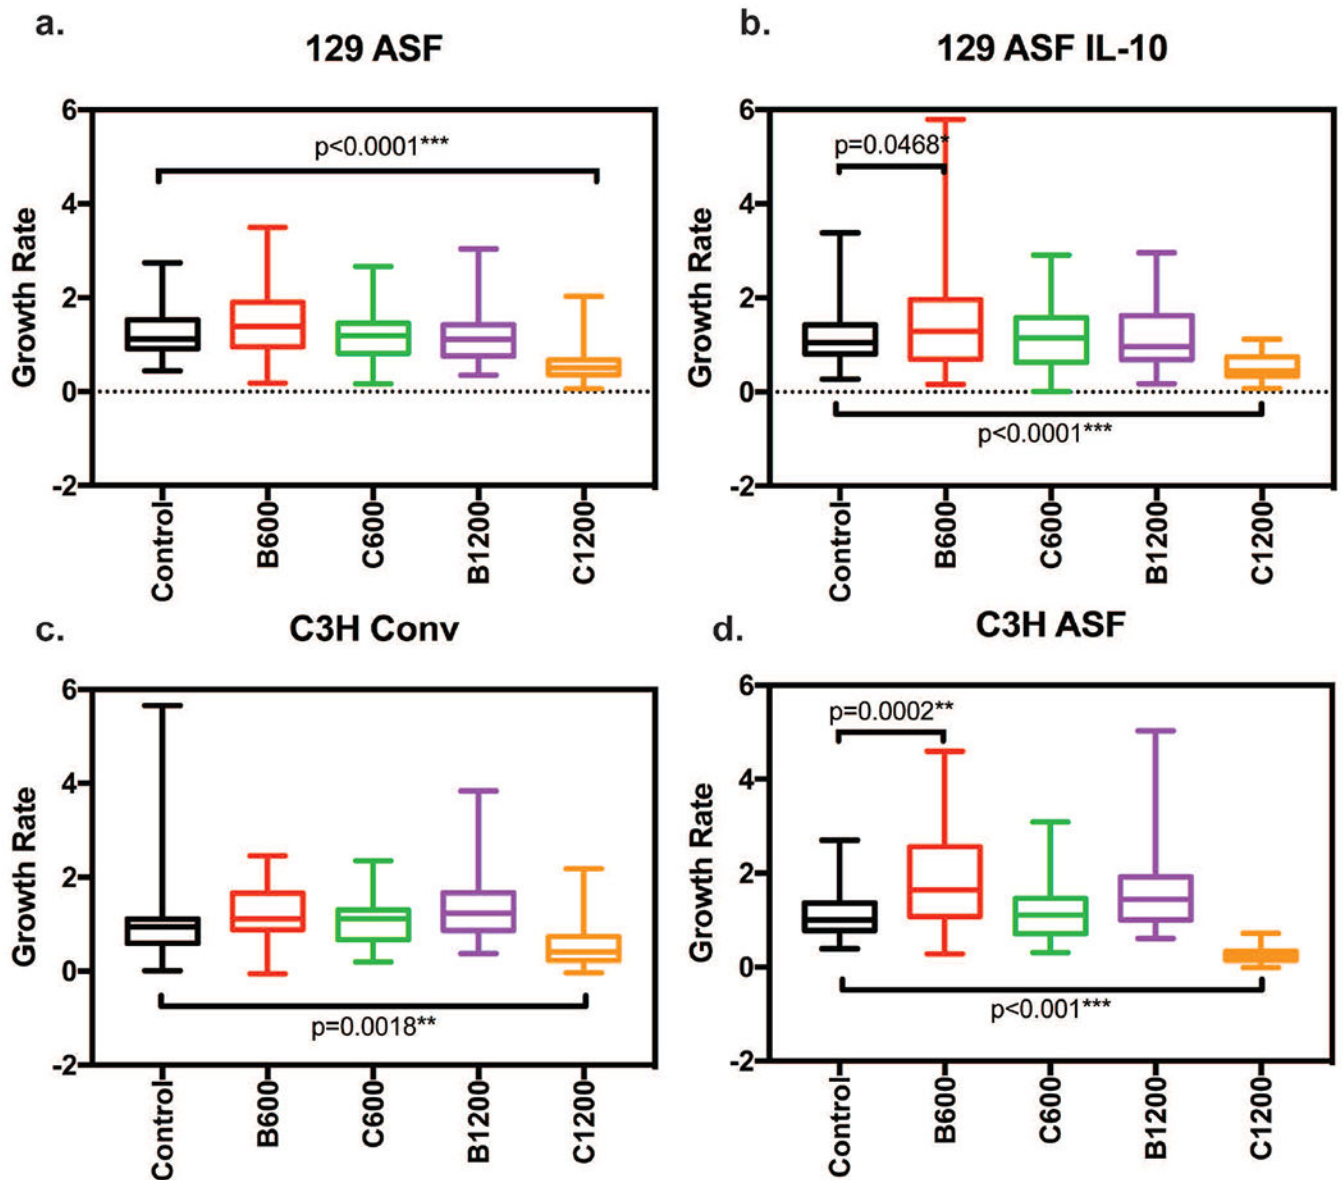 a.
129 ASF
6
4
2
0
-2
Growth Rate
p<0.0001***
Control
B600
C600
B1200
C1200
b.
129 ASF IL-10
6
4
2
0
-2
Growth Rate
p=0.0468*
p<0.0001***
Control
B600
C600
B1200
C1200
c.
C3H Conv
6
4
2
0
-2
Growth Rate
p=0.0018**
Control
B600
C600
B1200
C1200
d.
C3H ASF
6
4
2
0
-2
Growth Rate
p=0.0002**
p<0.001***
Control
B600
C600
B1200
C1200